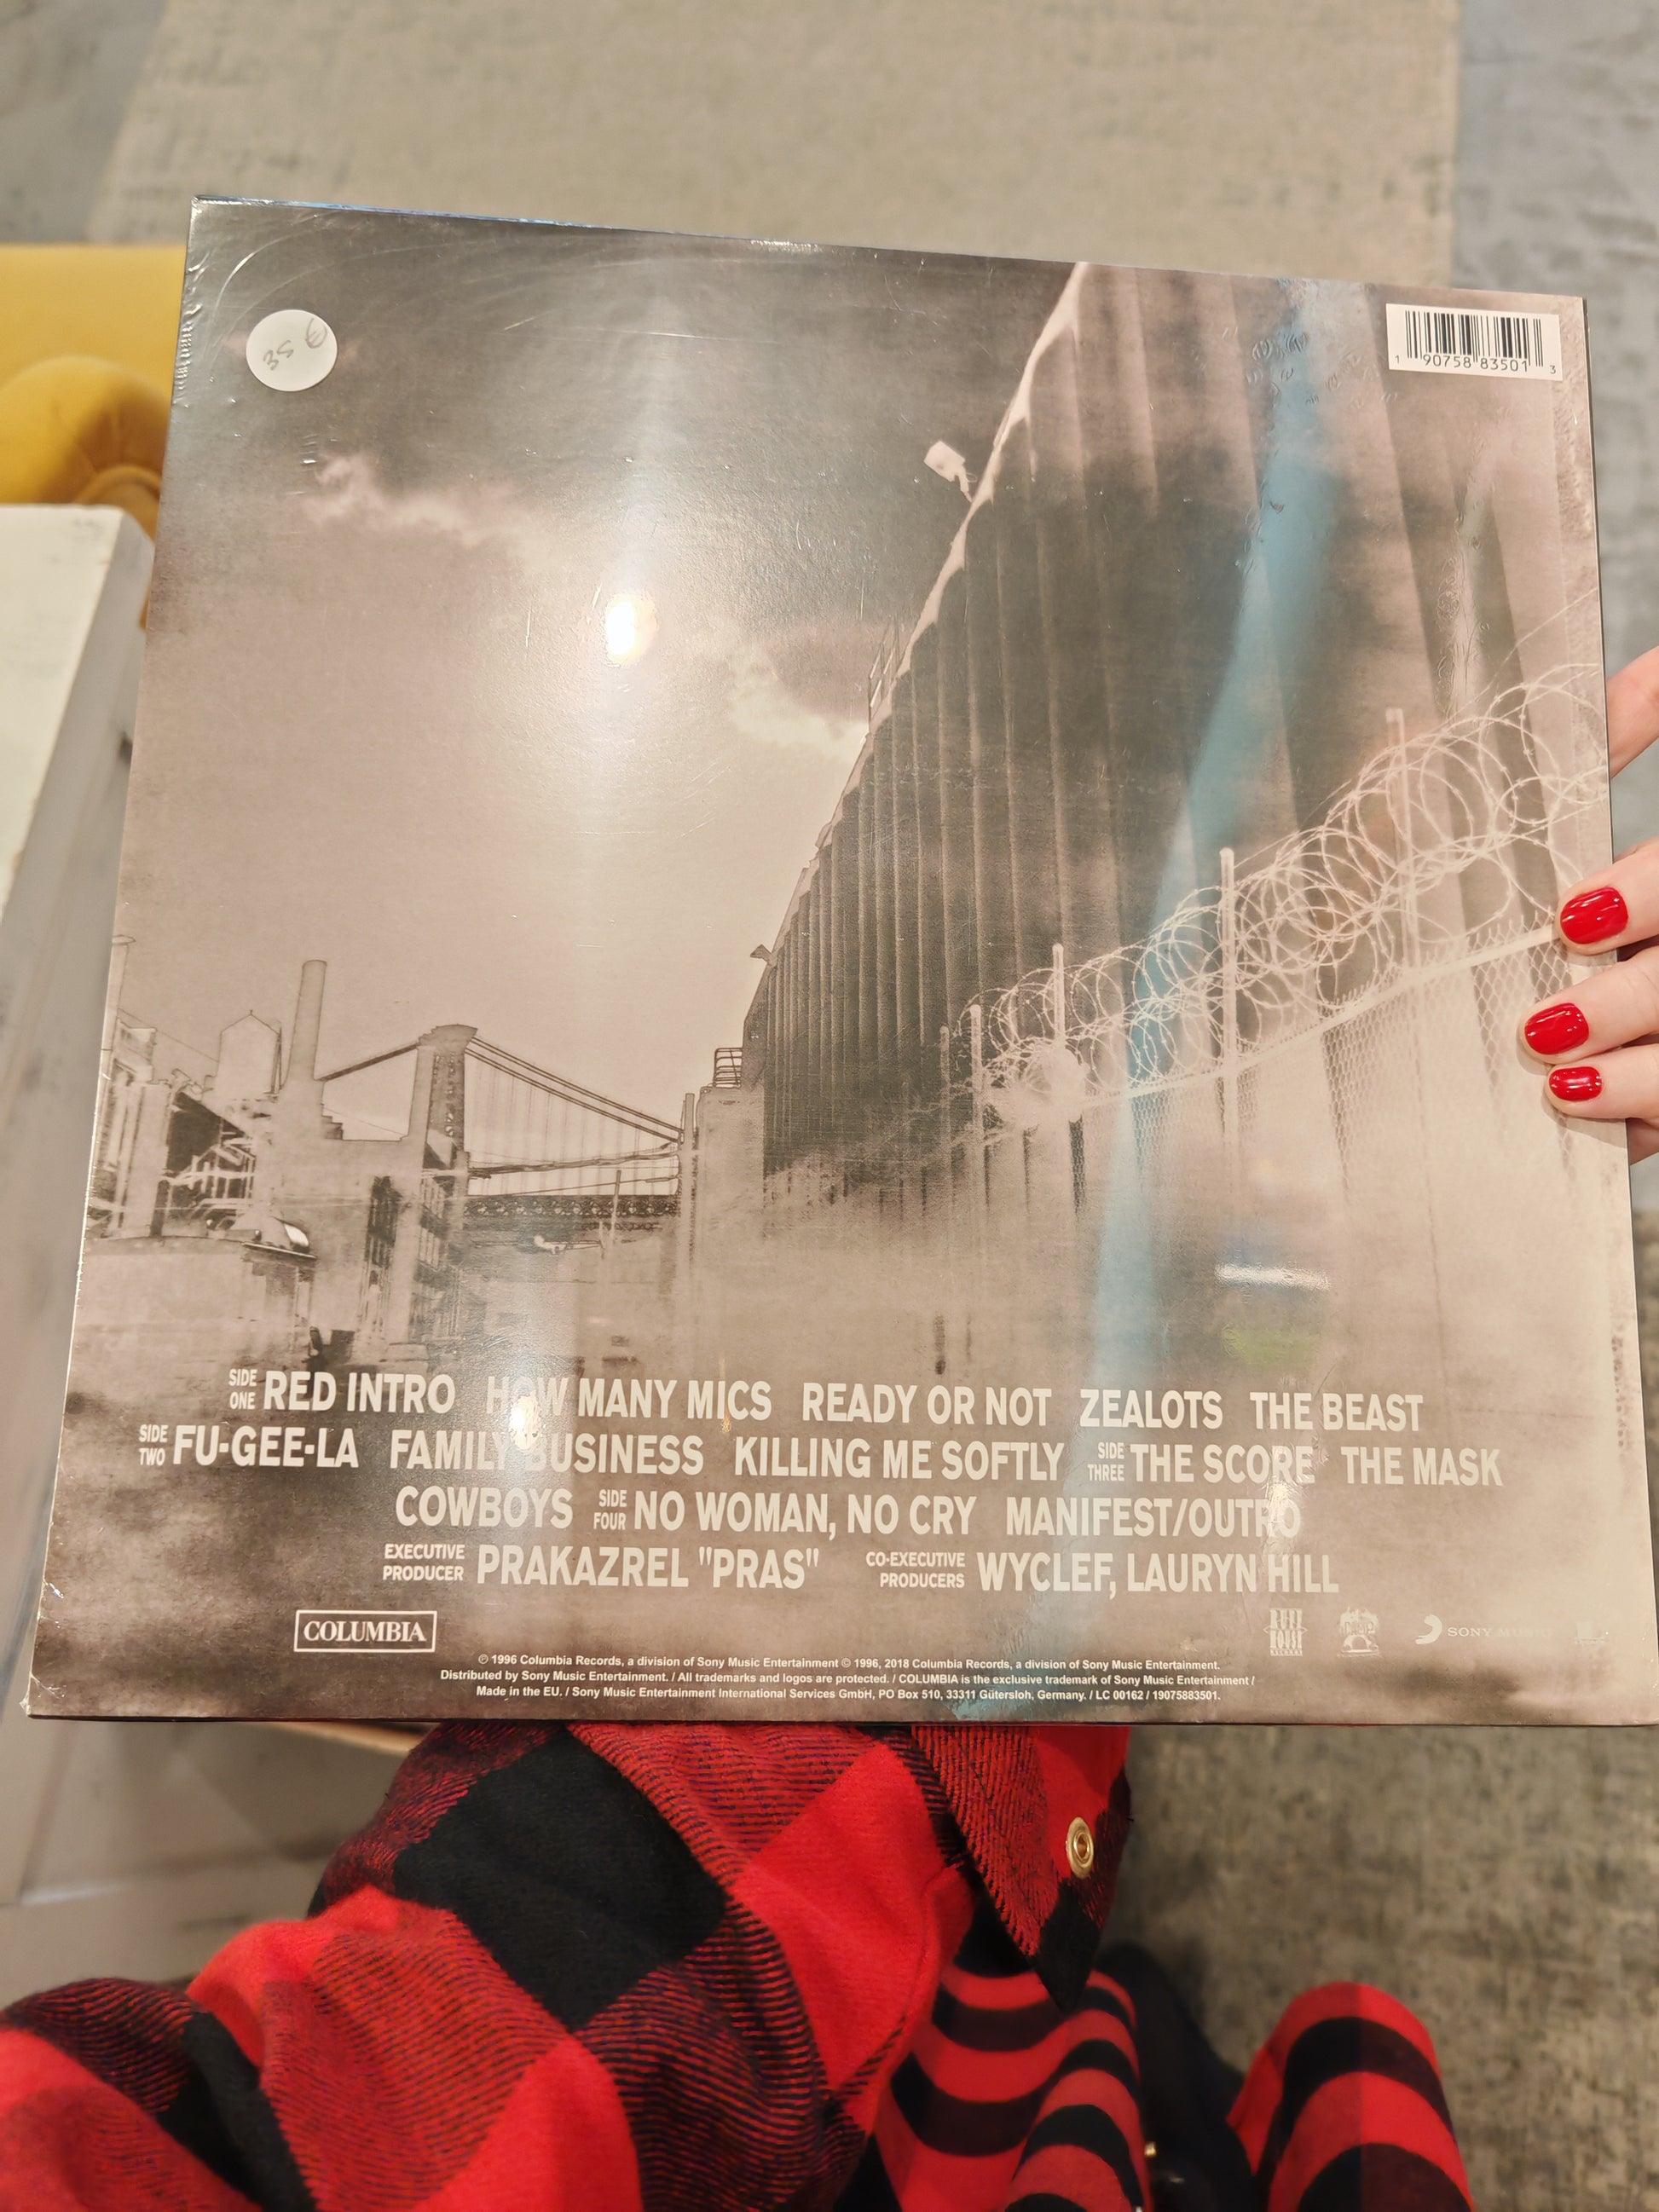 35 €
1 90758 83501 3
SIDE ONE RED INTRO HOW MANY MICS READY OR NOT ZEALOTS THE BEAST
SIDE TWO FU-GEE-LA FAMILY BUSINESS KILLING ME SOFTLY SIDE THREE THE SCORE THE MASK
COWBOYS SIDE FOUR NO WOMAN, NO CRY MANIFEST/OUTRO
EXECUTIVE PRODUCER PRAKAZREL "PRAS" CO-EXECUTIVE PRODUCERS WYCLEF, LAURYN HILL
COLUMBIA
RUFF HOUSE
SONY MUSIC
℗ 1996 Columbia Records, a division of Sony Music Entertainment © 1996, 2018 Columbia Records, a division of Sony Music Entertainment.
Distributed by Sony Music Entertainment. / All trademarks and logos are protected. / COLUMBIA is the exclusive trademark of Sony Music Entertainment /
Made in the EU. / Sony Music Entertainment International Services GmbH, PO Box 510, 33311 Gütersloh, Germany. / LC 00162 / 19075883501.